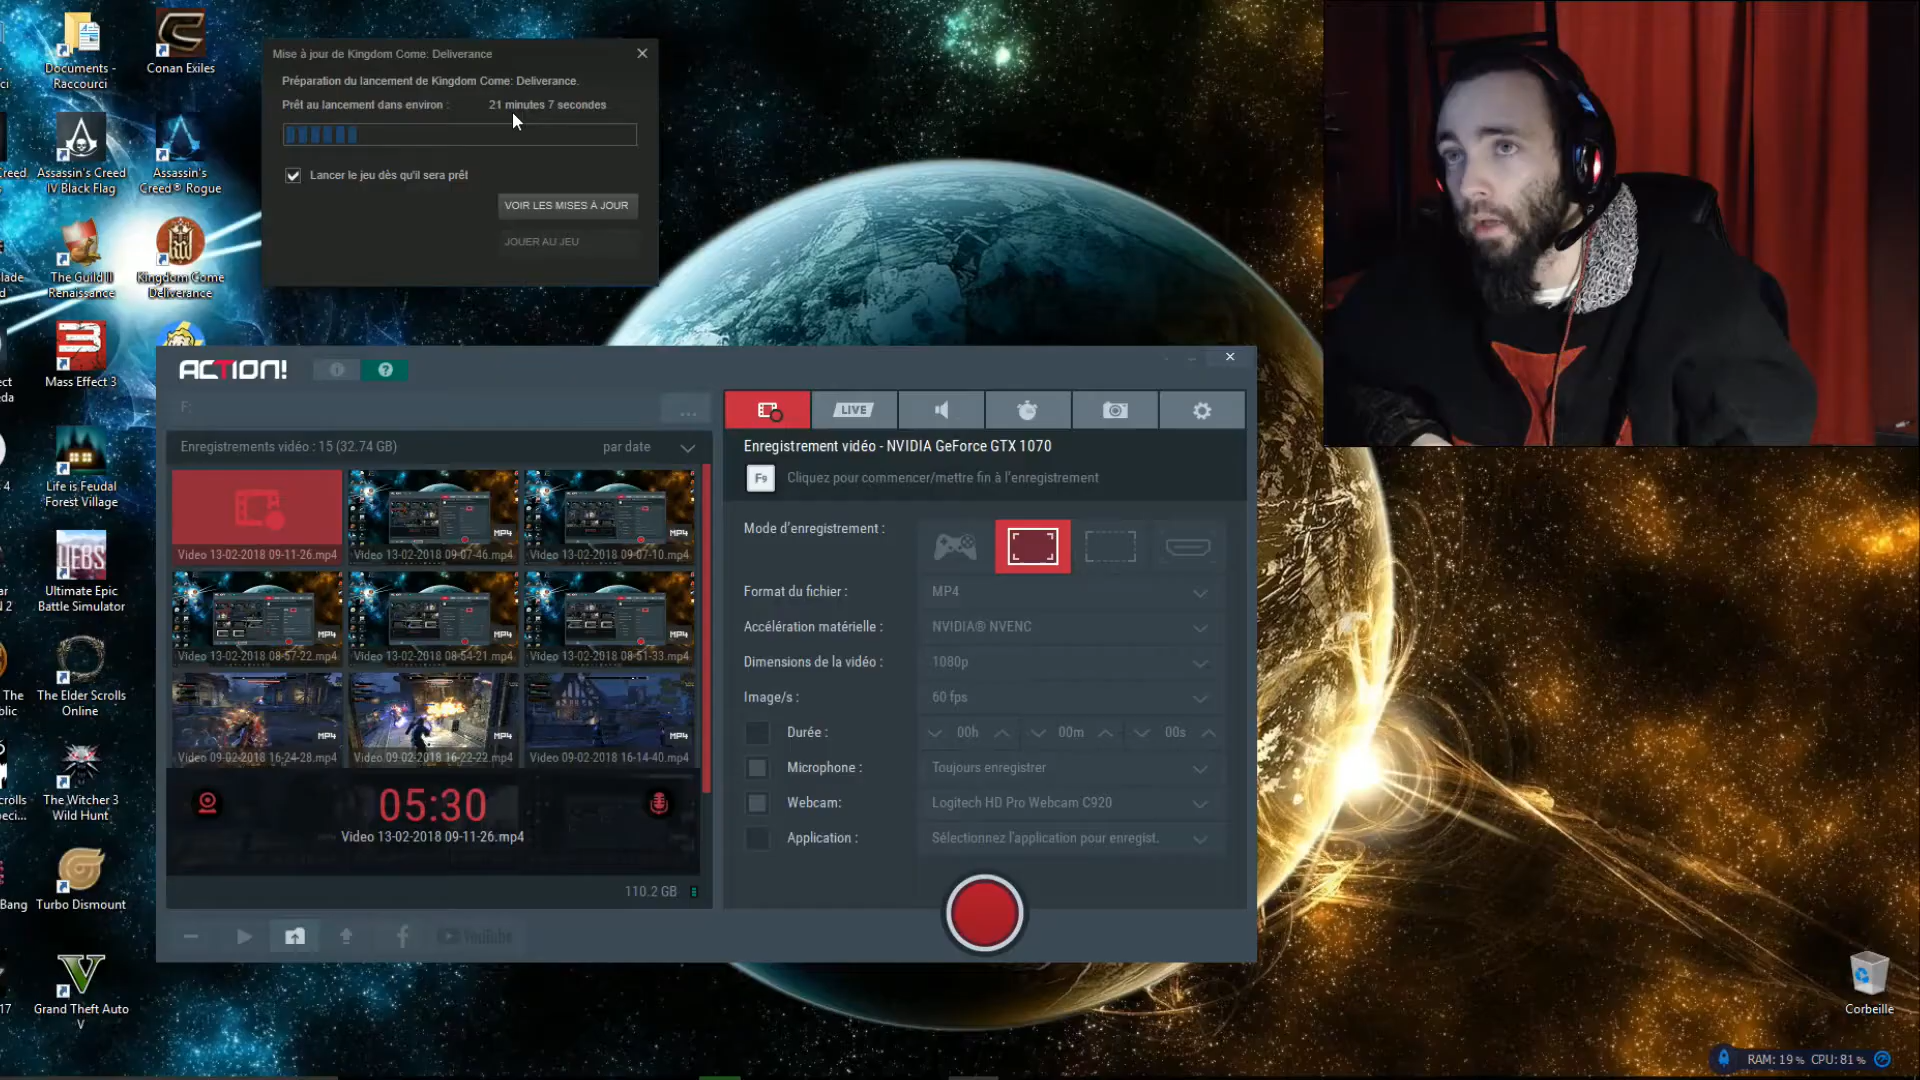 Documents -
Raccourci
Conan Exiles
Assassin's Creed
IV Black Flag
Assassin's
Creed® Rogue
The Guild II
Renaissance
Kingdom Come
Deliverance
Mass Effect 3
Life is Feudal
Forest Village
UEBS
Ultimate Epic
Battle Simulator
The Elder Scrolls
Online
The Witcher 3
Wild Hunt
Turbo Dismount
Grand Theft Auto
V
Mise à jour de Kingdom Come: Deliverance
Préparation du lancement de Kingdom Come: Deliverance.
Prêt au lancement dans environ : 21 minutes 7 secondes
Lancer le jeu dès qu'il sera prêt
VOIR LES MISES À JOUR
JOUER AU JEU
ACTION!
F:
...
Enregistrements vidéo : 15 (32.74 GB) par date
Video 13-02-2018 09-11-26.mp4
MP4
Video 13-02-2018 09-07-46.mp4
MP4
Video 13-02-2018 09-07-10.mp4
MP4
Video 13-02-2018 08-57-22.mp4
MP4
Video 13-02-2018 08-54-21.mp4
MP4
Video 13-02-2018 08-51-33.mp4
MP4
Video 09-02-2018 16-24-28.mp4
MP4
Video 09-02-2018 16-22-22.mp4
MP4
Video 09-02-2018 16-14-40.mp4
05:30
Video 13-02-2018 09-11-26.mp4
110.2 GB
YouTube
LIVE
Enregistrement vidéo - NVIDIA GeForce GTX 1070
F9 Cliquez pour commencer/mettre fin à l'enregistrement
Mode d'enregistrement :
Format du fichier : MP4
Accélération matérielle : NVIDIA® NVENC
Dimensions de la vidéo : 1080p
Image/s : 60 fps
Durée : 00h 00m 00s
Microphone : Toujours enregistrer
Webcam: Logitech HD Pro Webcam C920
Application : Sélectionnez l'application pour enregist.
Corbeille
RAM: 19 % CPU: 81 %